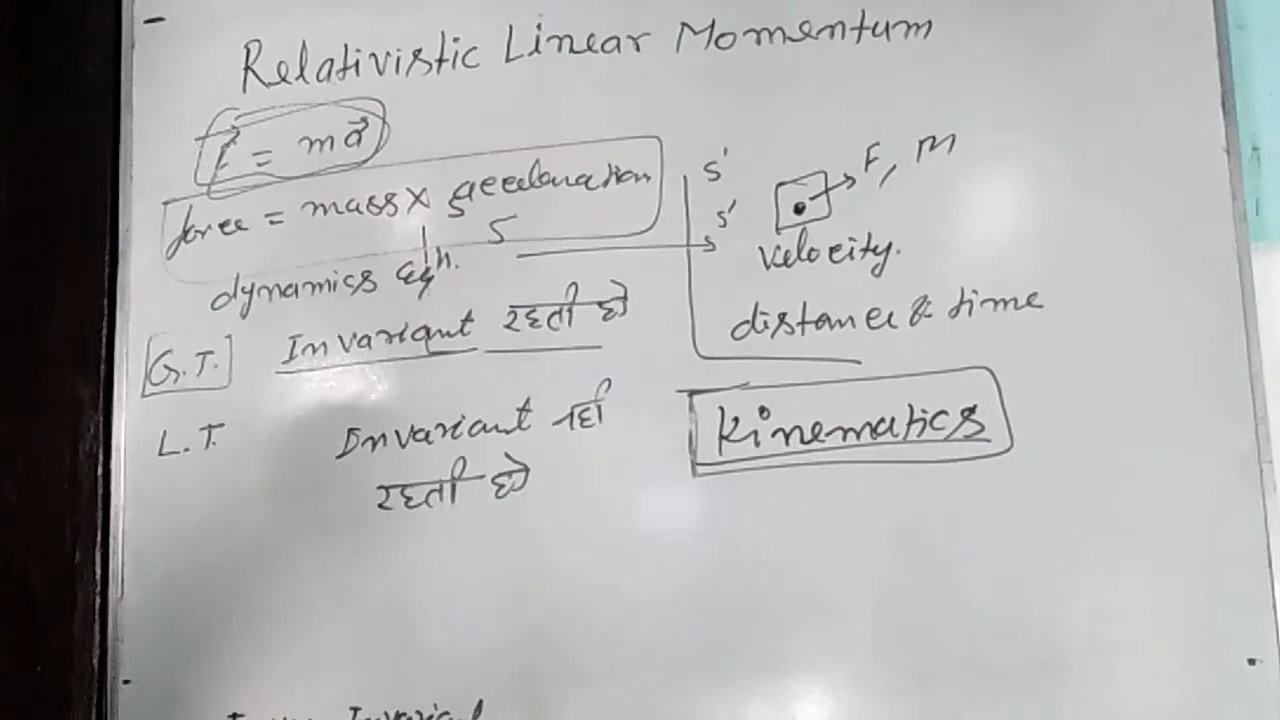 Relativistic Linear Momentum
F = ma
force = mass x acceleration
dynamics eqn.
[G.T.] Invariant रहती है
L.T. Invariant नहीं
रहती है
S
S'
S'
F, M
velocity.
distance & time
Kinematics